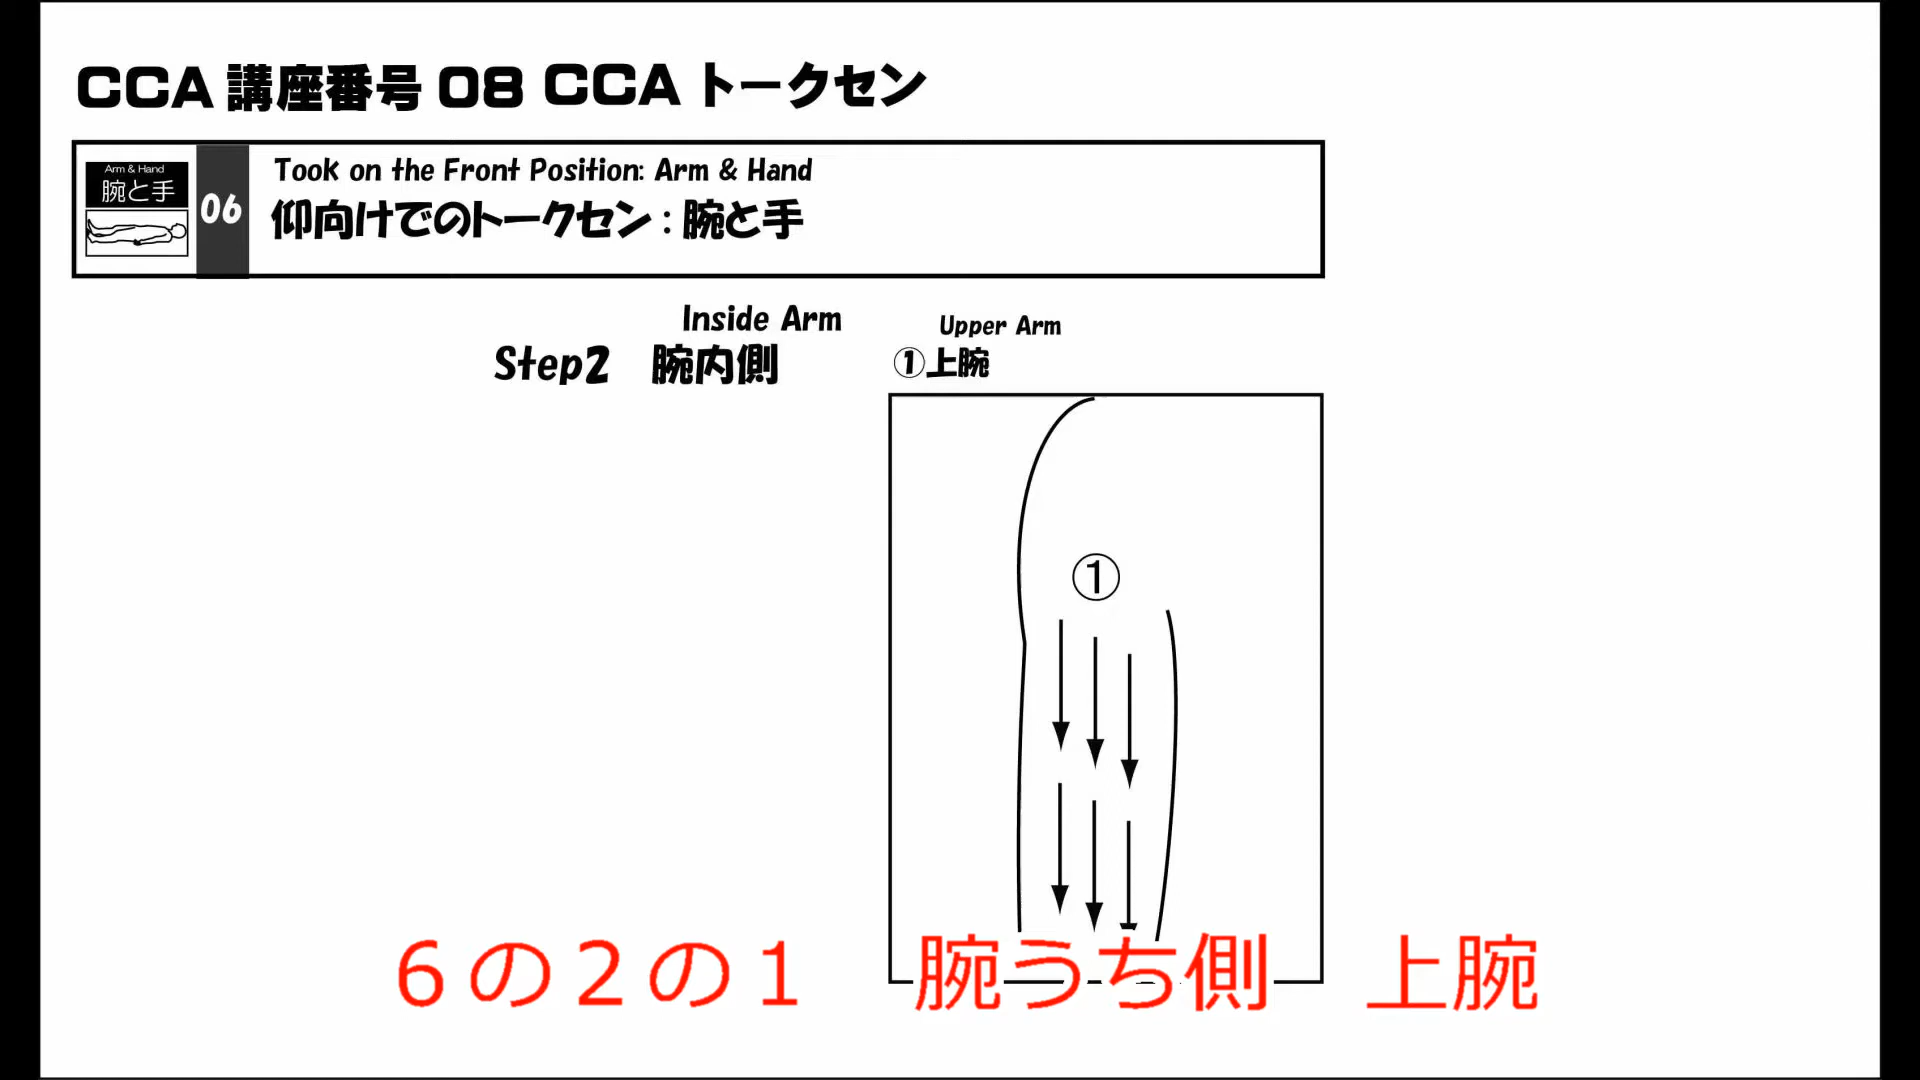 CCA 講座番号 08 CCA トークセン
Arm & Hand
腕と手
06
Took on the Front Position: Arm & Hand
仰向けでのトークセン : 腕と手
Inside Arm
Step2 腕内側
Upper Arm
①上腕
①
6の2の1 腕うち側 上腕